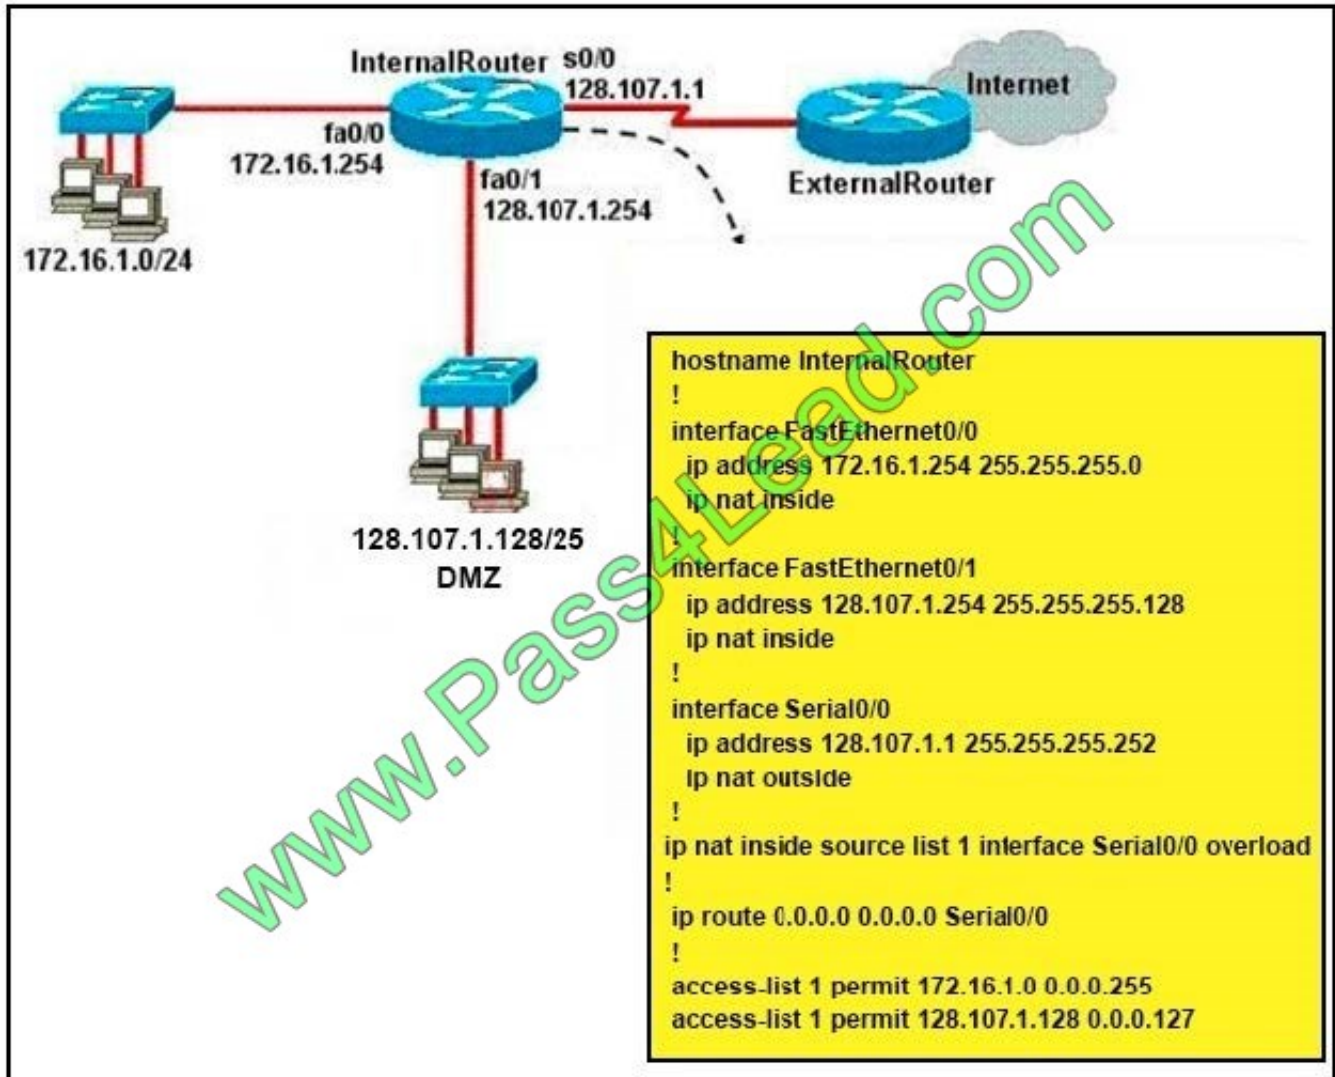 InternalRouter s0/0
128.107.1.1
Internet
fa0/0
172.16.1.254
fa0/1
128.107.1.254
ExternalRouter
172.16.1.0/24
128.107.1.128/25
DMZ
hostname InternalRouter
!
interface FastEthernet0/0
ip address 172.16.1.254 255.255.255.0
ip nat inside
!
interface FastEthernet0/1
ip address 128.107.1.254 255.255.255.128
ip nat inside
!
interface Serial0/0
ip address 128.107.1.1 255.255.255.252
ip nat outside
!
ip nat inside source list 1 interface Serial0/0 overload
!
ip route 0.0.0.0 0.0.0.0 Serial0/0
!
access-list 1 permit 172.16.1.0 0.0.0.255
access-list 1 permit 128.107.1.128 0.0.0.127
www.Pass4Lead.com